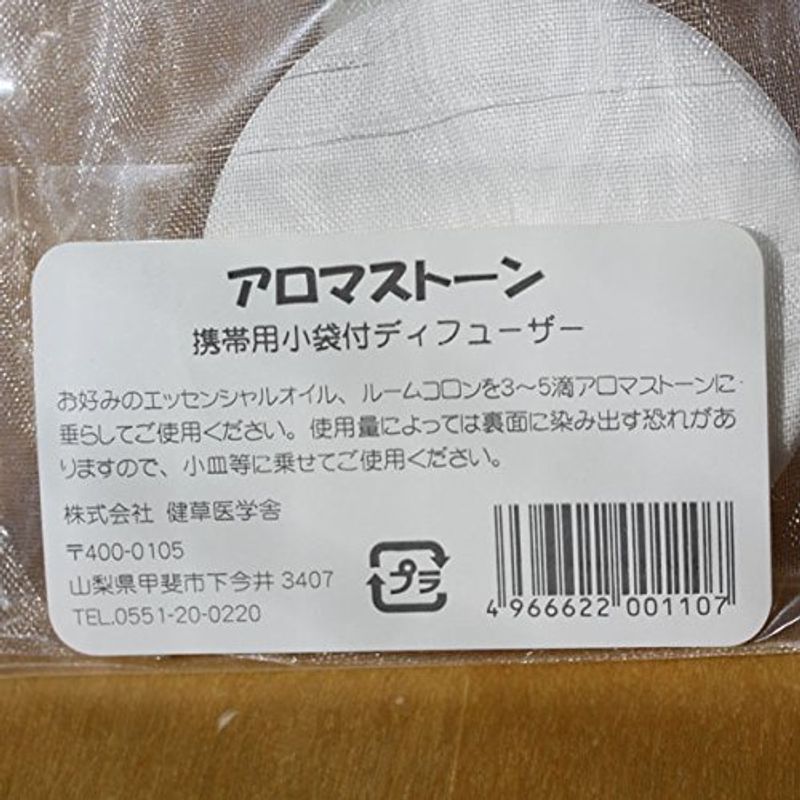 アロマストーン
携帯用小袋付ディフューザー
お好みのエッセンシャルオイル、ルームコロンを3〜5滴アロマストーンに
垂らしてご使用ください。使用量によっては裏面に染み出す恐れがあ
りますので、小皿等に乗せてご使用ください。
株式会社 健草医学舎
〒400-0105
山梨県甲斐市下今井 3407
TEL.0551-20-0220
プラ
4 966622 001107